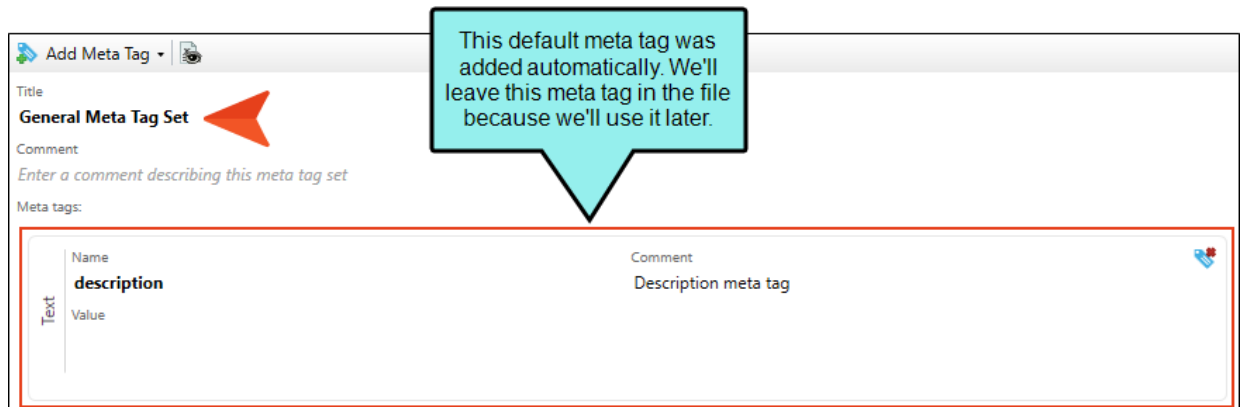 This default meta tag was
added automatically. We'll
leave this meta tag in the file
because we'll use it later.
Add Meta Tag
Title
General Meta Tag Set
Comment
Enter a comment describing this meta tag set
Meta tags:
Text
Name
description
Comment
Description meta tag
Value